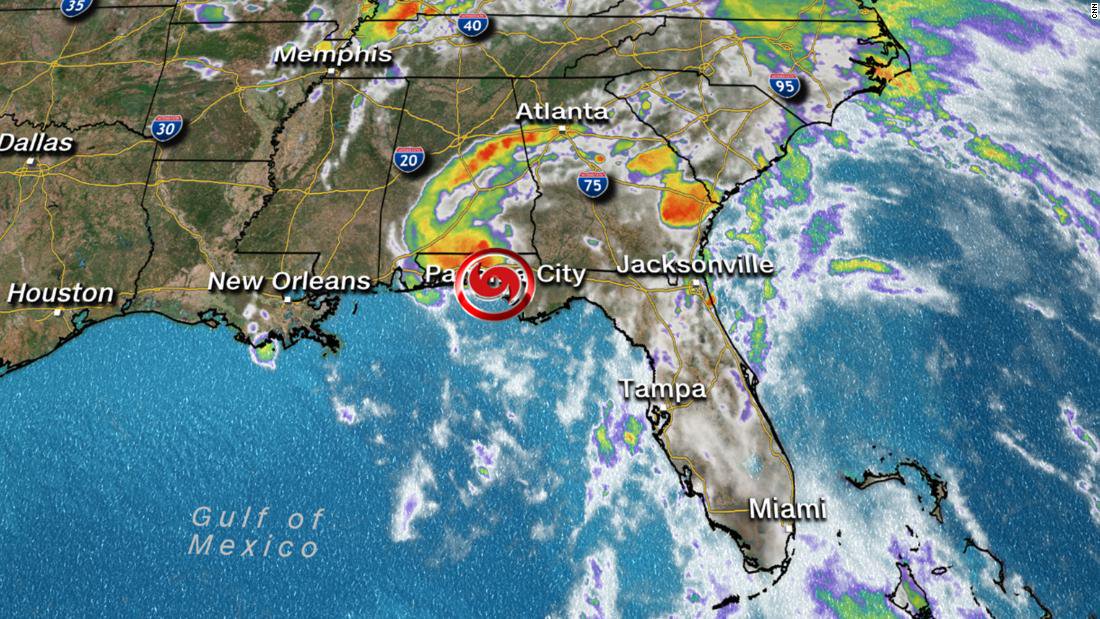 35
40
CNN
Memphis
95
Atlanta
Dallas
30
20
75
Pa
City
Jacksonville
New Orleans
Houston
Tampa
Miami
Gulf of
Mexico